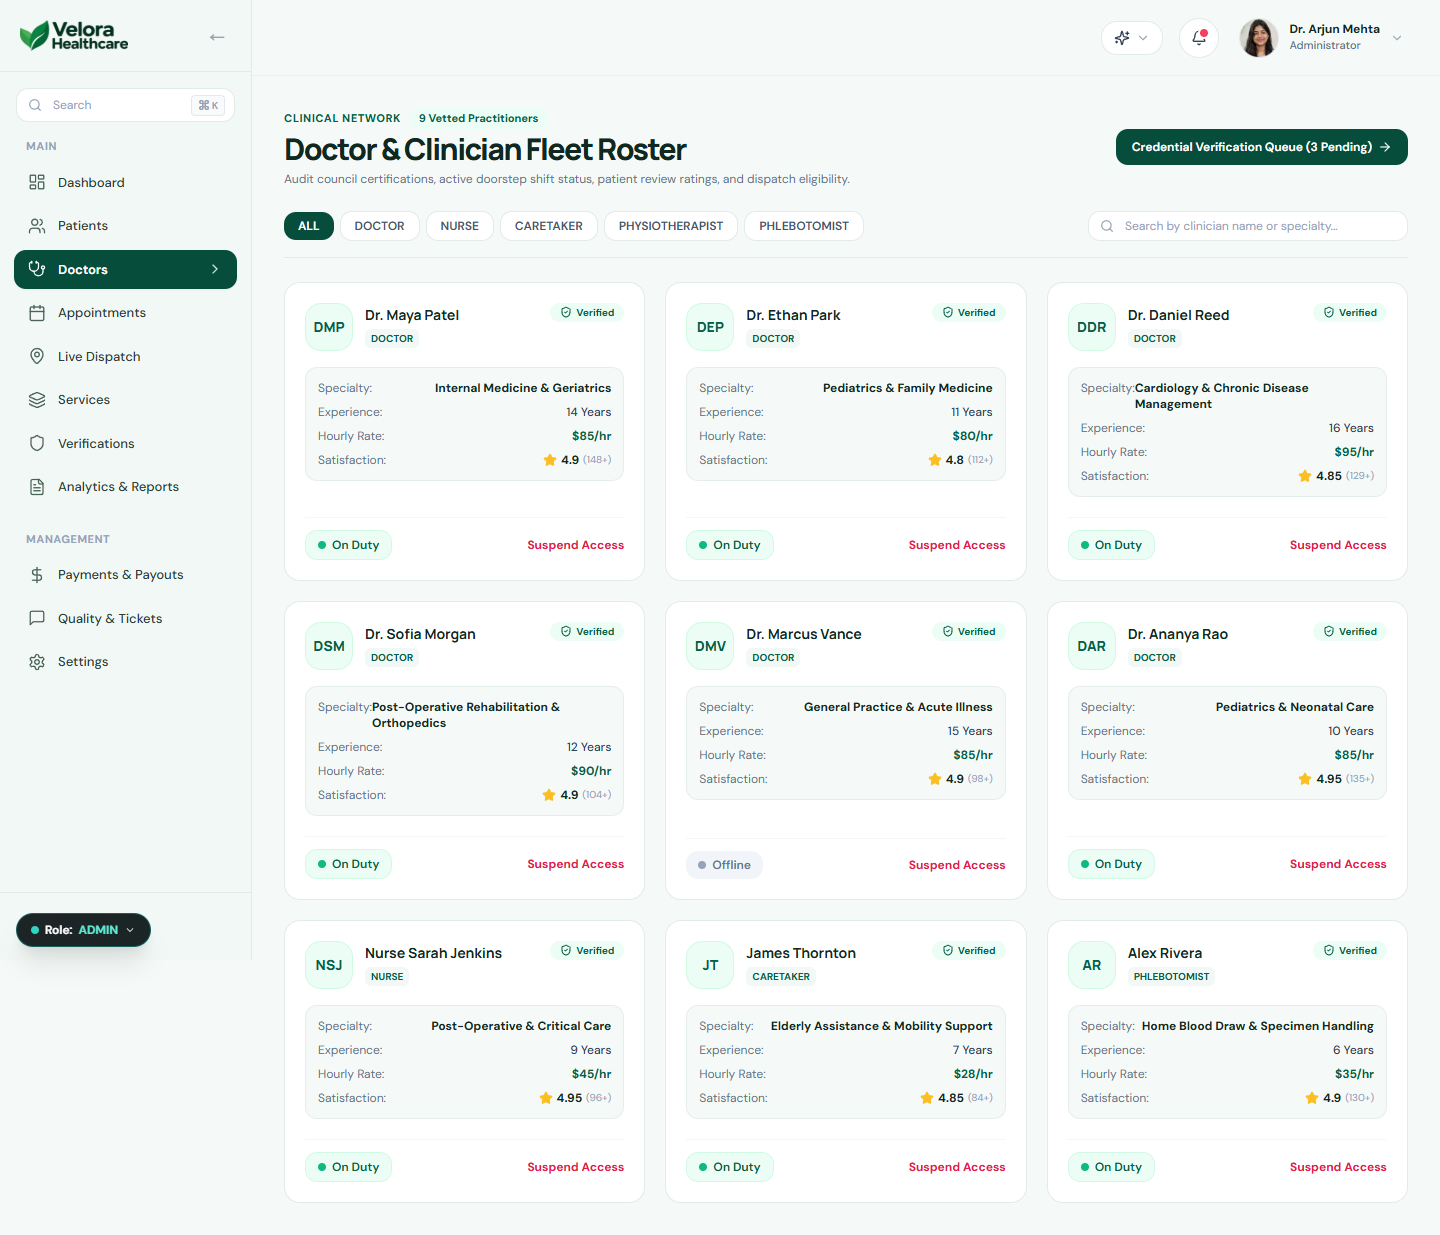 Velora
Healthcare
←
Search
⌘ K
MAIN
Dashboard
Patients
Doctors
Appointments
Live Dispatch
Services
Verifications
Analytics & Reports
MANAGEMENT
Payments & Payouts
Quality & Tickets
Settings
Role: ADMIN
Dr. Arjun Mehta
Administrator
CLINICAL NETWORK 9 Vetted Practitioners
Doctor & Clinician Fleet Roster
Audit council certifications, active doorstep shift status, patient review ratings, and dispatch eligibility.
Credential Verification Queue (3 Pending) →
ALL DOCTOR NURSE CARETAKER PHYSIOTHERAPIST PHLEBOTOMIST
Search by clinician name or specialty...
DMP
Dr. Maya Patel
DOCTOR
Verified
Specialty: Internal Medicine & Geriatrics
Experience: 14 Years
Hourly Rate: $85/hr
Satisfaction: 4.9 (148+)
On Duty Suspend Access
DEP
Dr. Ethan Park
DOCTOR
Verified
Specialty: Pediatrics & Family Medicine
Experience: 11 Years
Hourly Rate: $80/hr
Satisfaction: 4.8 (112+)
On Duty Suspend Access
DDR
Dr. Daniel Reed
DOCTOR
Verified
Specialty: Cardiology & Chronic Disease
Management
Experience: 16 Years
Hourly Rate: $95/hr
Satisfaction: 4.85 (129+)
On Duty Suspend Access
DSM
Dr. Sofia Morgan
DOCTOR
Verified
Specialty: Post-Operative Rehabilitation &
Orthopedics
Experience: 12 Years
Hourly Rate: $90/hr
Satisfaction: 4.9 (104+)
On Duty Suspend Access
DMV
Dr. Marcus Vance
DOCTOR
Verified
Specialty: General Practice & Acute Illness
Experience: 15 Years
Hourly Rate: $85/hr
Satisfaction: 4.9 (98+)
Offline Suspend Access
DAR
Dr. Ananya Rao
DOCTOR
Verified
Specialty: Pediatrics & Neonatal Care
Experience: 10 Years
Hourly Rate: $85/hr
Satisfaction: 4.95 (135+)
On Duty Suspend Access
NSJ
Nurse Sarah Jenkins
NURSE
Verified
Specialty: Post-Operative & Critical Care
Experience: 9 Years
Hourly Rate: $45/hr
Satisfaction: 4.95 (96+)
On Duty Suspend Access
JT
James Thornton
CARETAKER
Verified
Specialty: Elderly Assistance & Mobility Support
Experience: 7 Years
Hourly Rate: $28/hr
Satisfaction: 4.85 (84+)
On Duty Suspend Access
AR
Alex Rivera
PHLEBOTOMIST
Verified
Specialty: Home Blood Draw & Specimen Handling
Experience: 6 Years
Hourly Rate: $35/hr
Satisfaction: 4.9 (130+)
On Duty Suspend Access